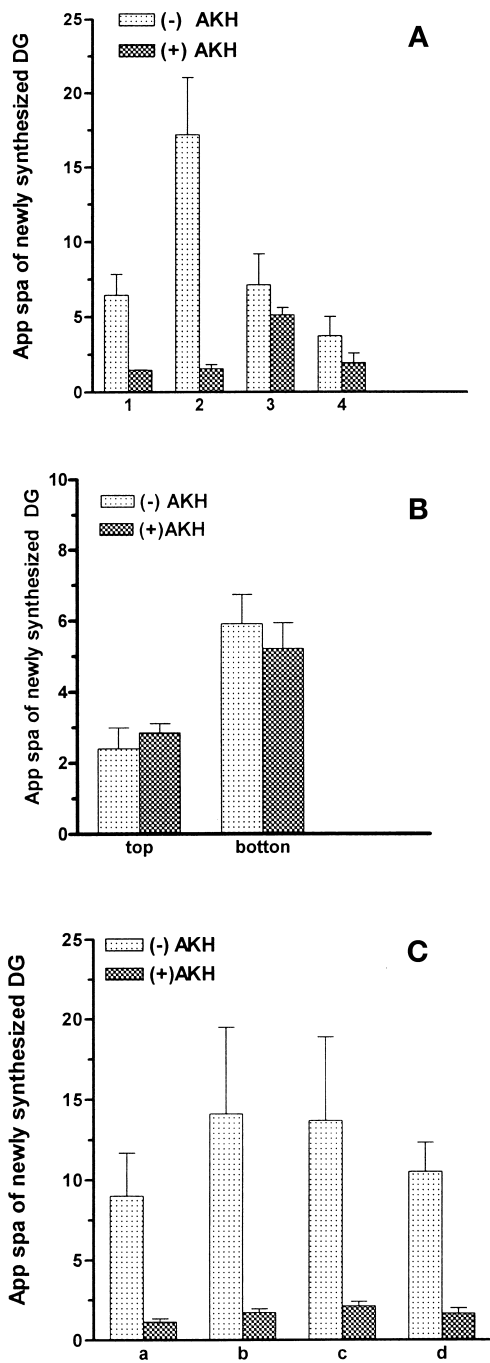 A
25
(-) AKH
(+) AKH
20
15
10
5
0
App spa of newly synthesized DG
1 2 3 4
B
10
(-) AKH
(+)AKH
8
6
4
2
0
App spa of newly synthesized DG
top botton
C
25
(-) AKH
(+)AKH
20
15
10
5
0
App spa of newly synthesized DG
a b c d